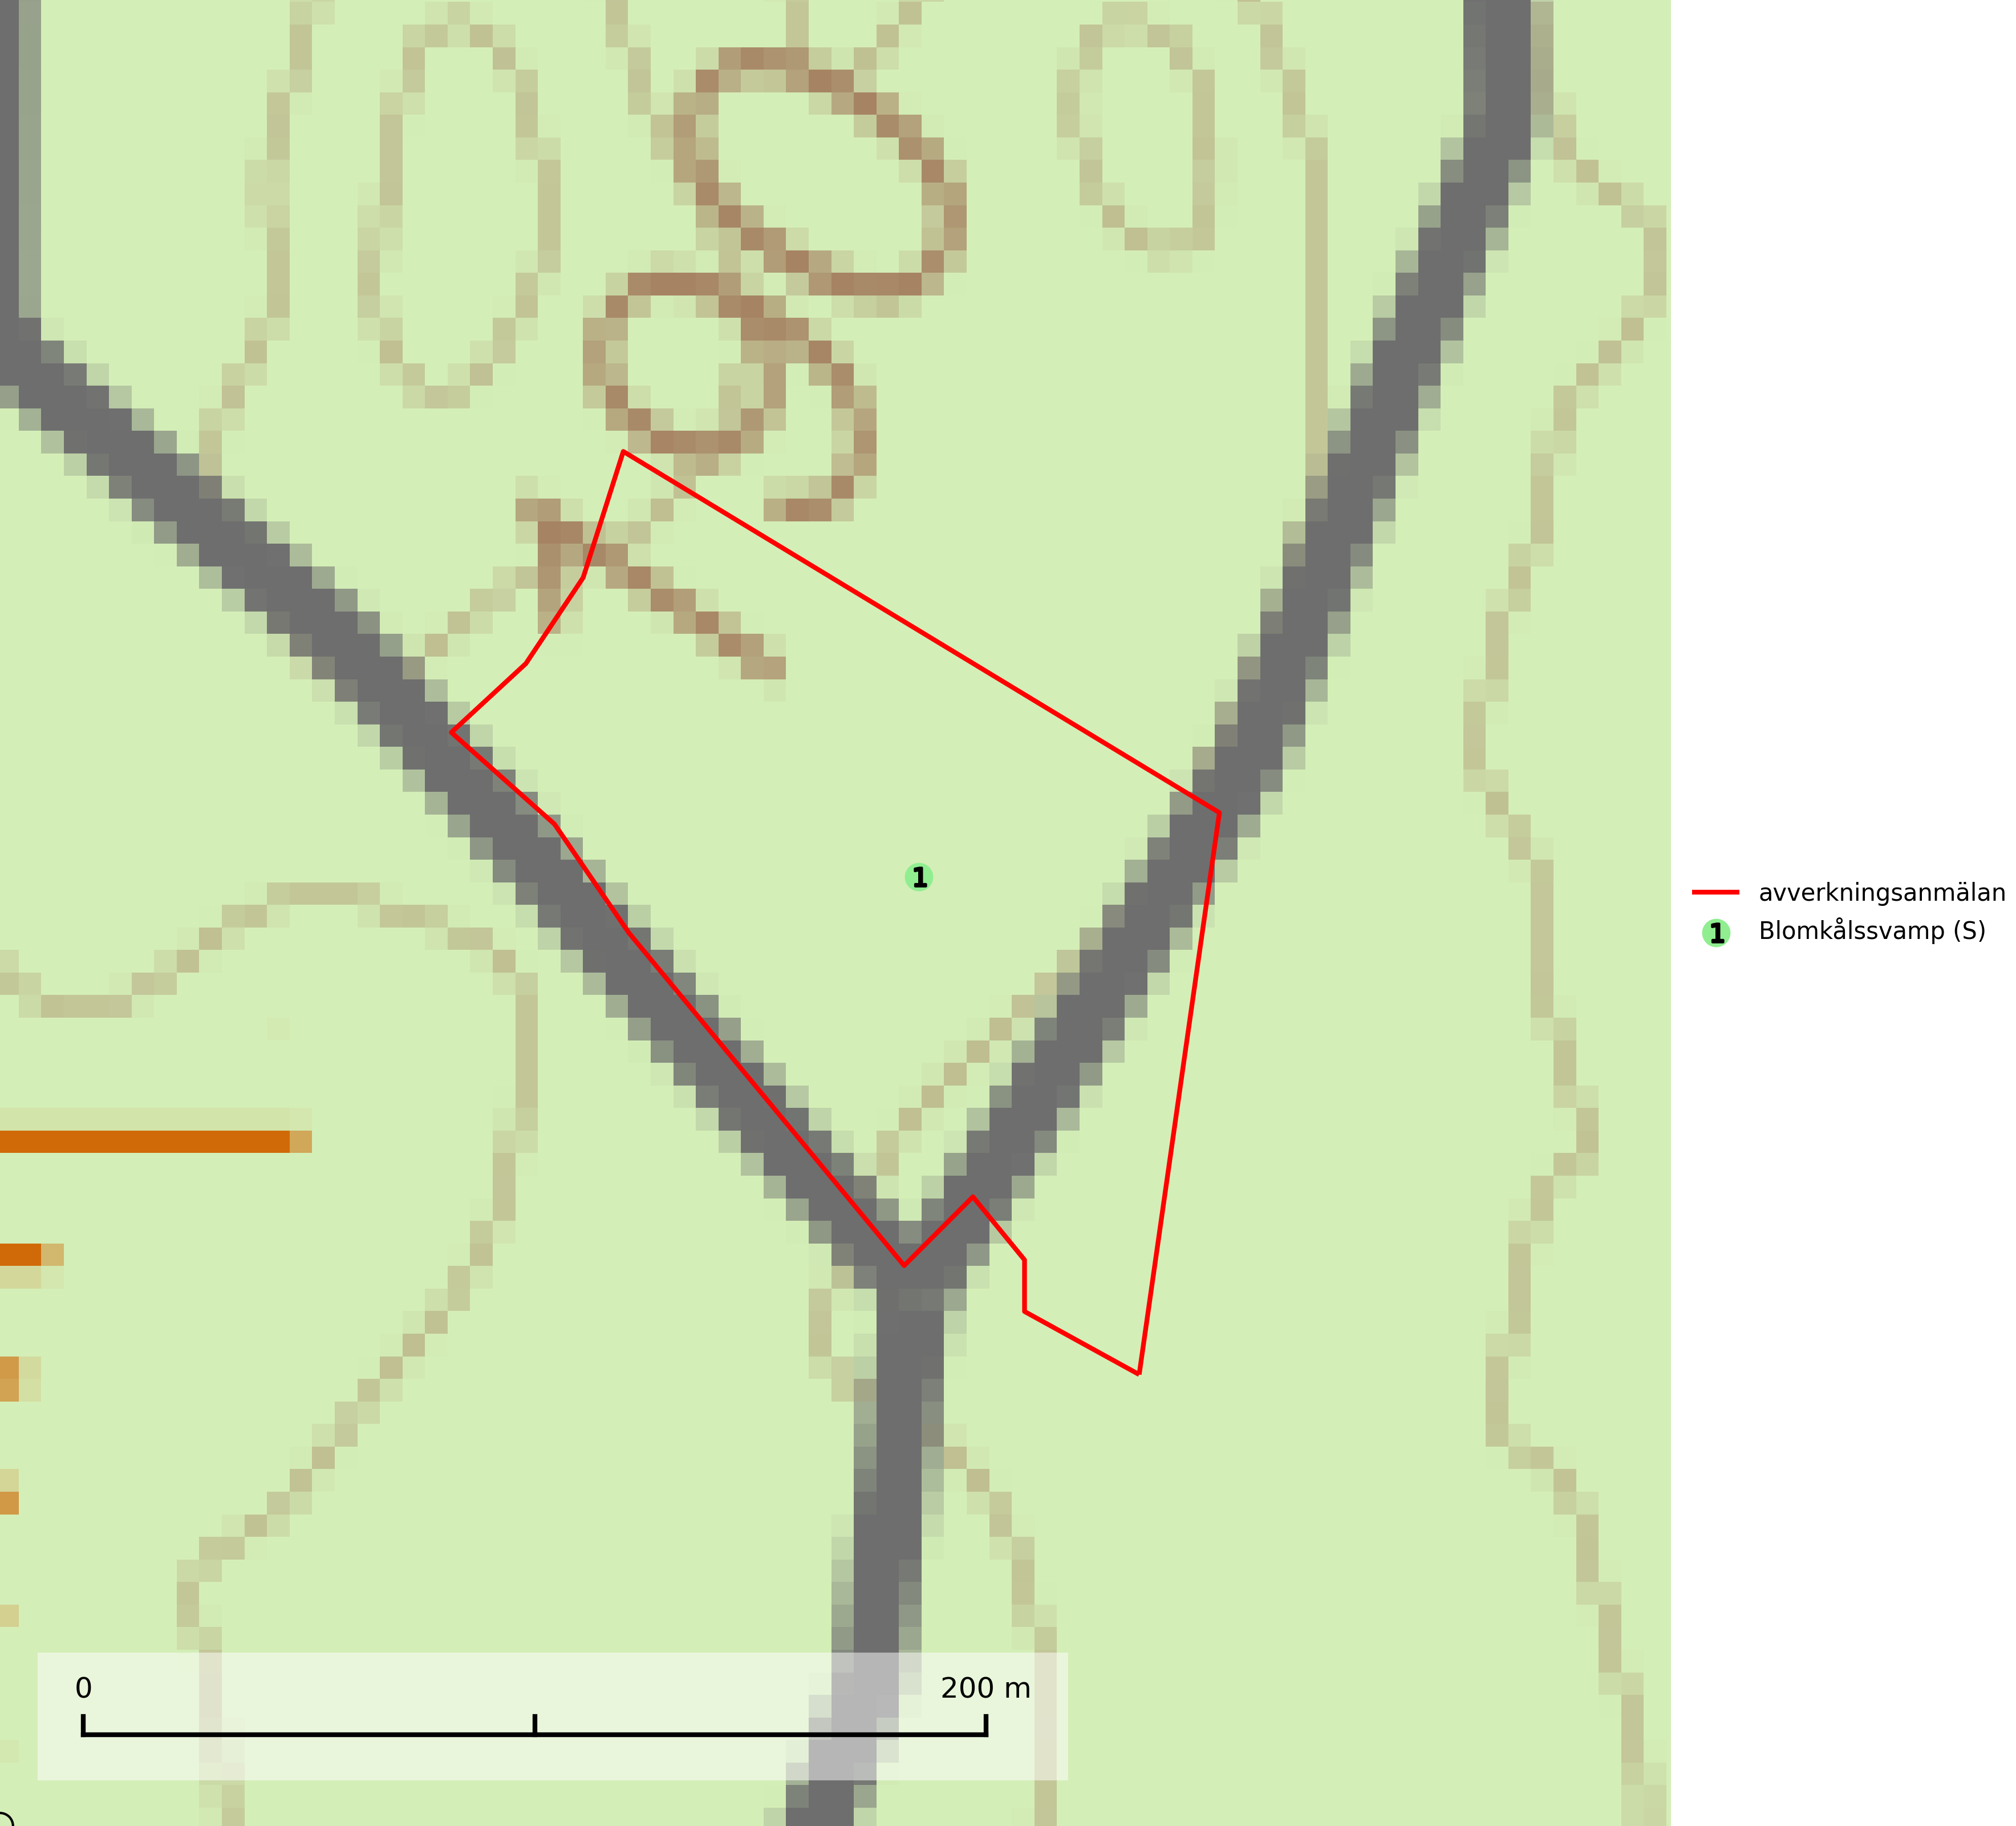 1
avverkningsanmälan
1 Blomkålssvamp (S)
0 200 m